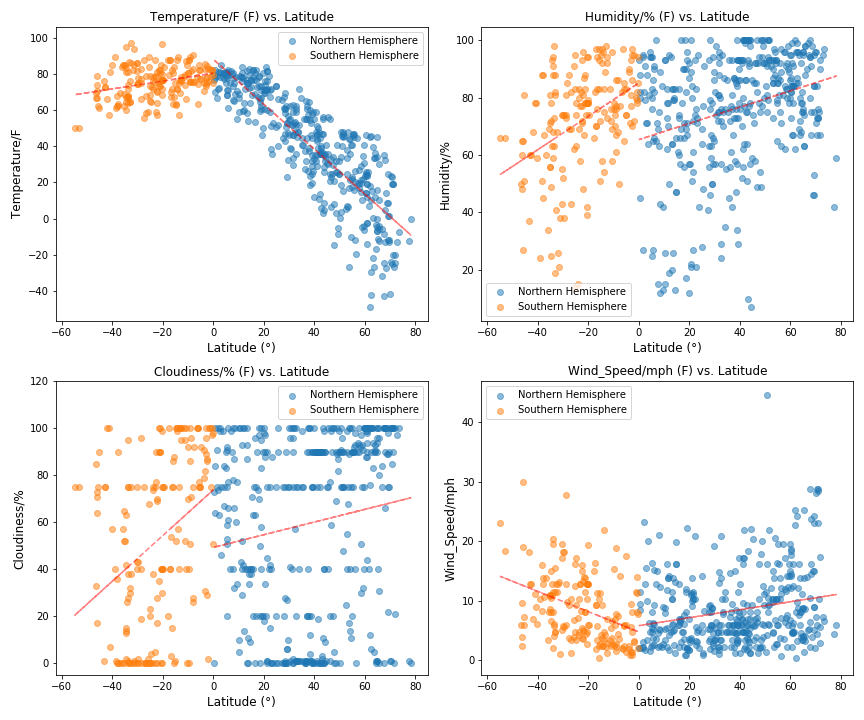 Temperature/F (F) vs. Latitude
Northern Hemisphere
Southern Hemisphere
Temperature/F
100
80
60
40
20
0
−20
−40
−60 −40 −20 0 20 40 60 80
Latitude (°)
Humidity/% (F) vs. Latitude
Humidity/%
100
80
60
40
20
Northern Hemisphere
Southern Hemisphere
−60 −40 −20 0 20 40 60 80
Latitude (°)
Cloudiness/% (F) vs. Latitude
Northern Hemisphere
Southern Hemisphere
Cloudiness/%
120
100
80
60
40
20
0
−60 −40 −20 0 20 40 60 80
Latitude (°)
Wind_Speed/mph (F) vs. Latitude
Northern Hemisphere
Southern Hemisphere
Wind_Speed/mph
40
30
20
10
0
−60 −40 −20 0 20 40 60 80
Latitude (°)